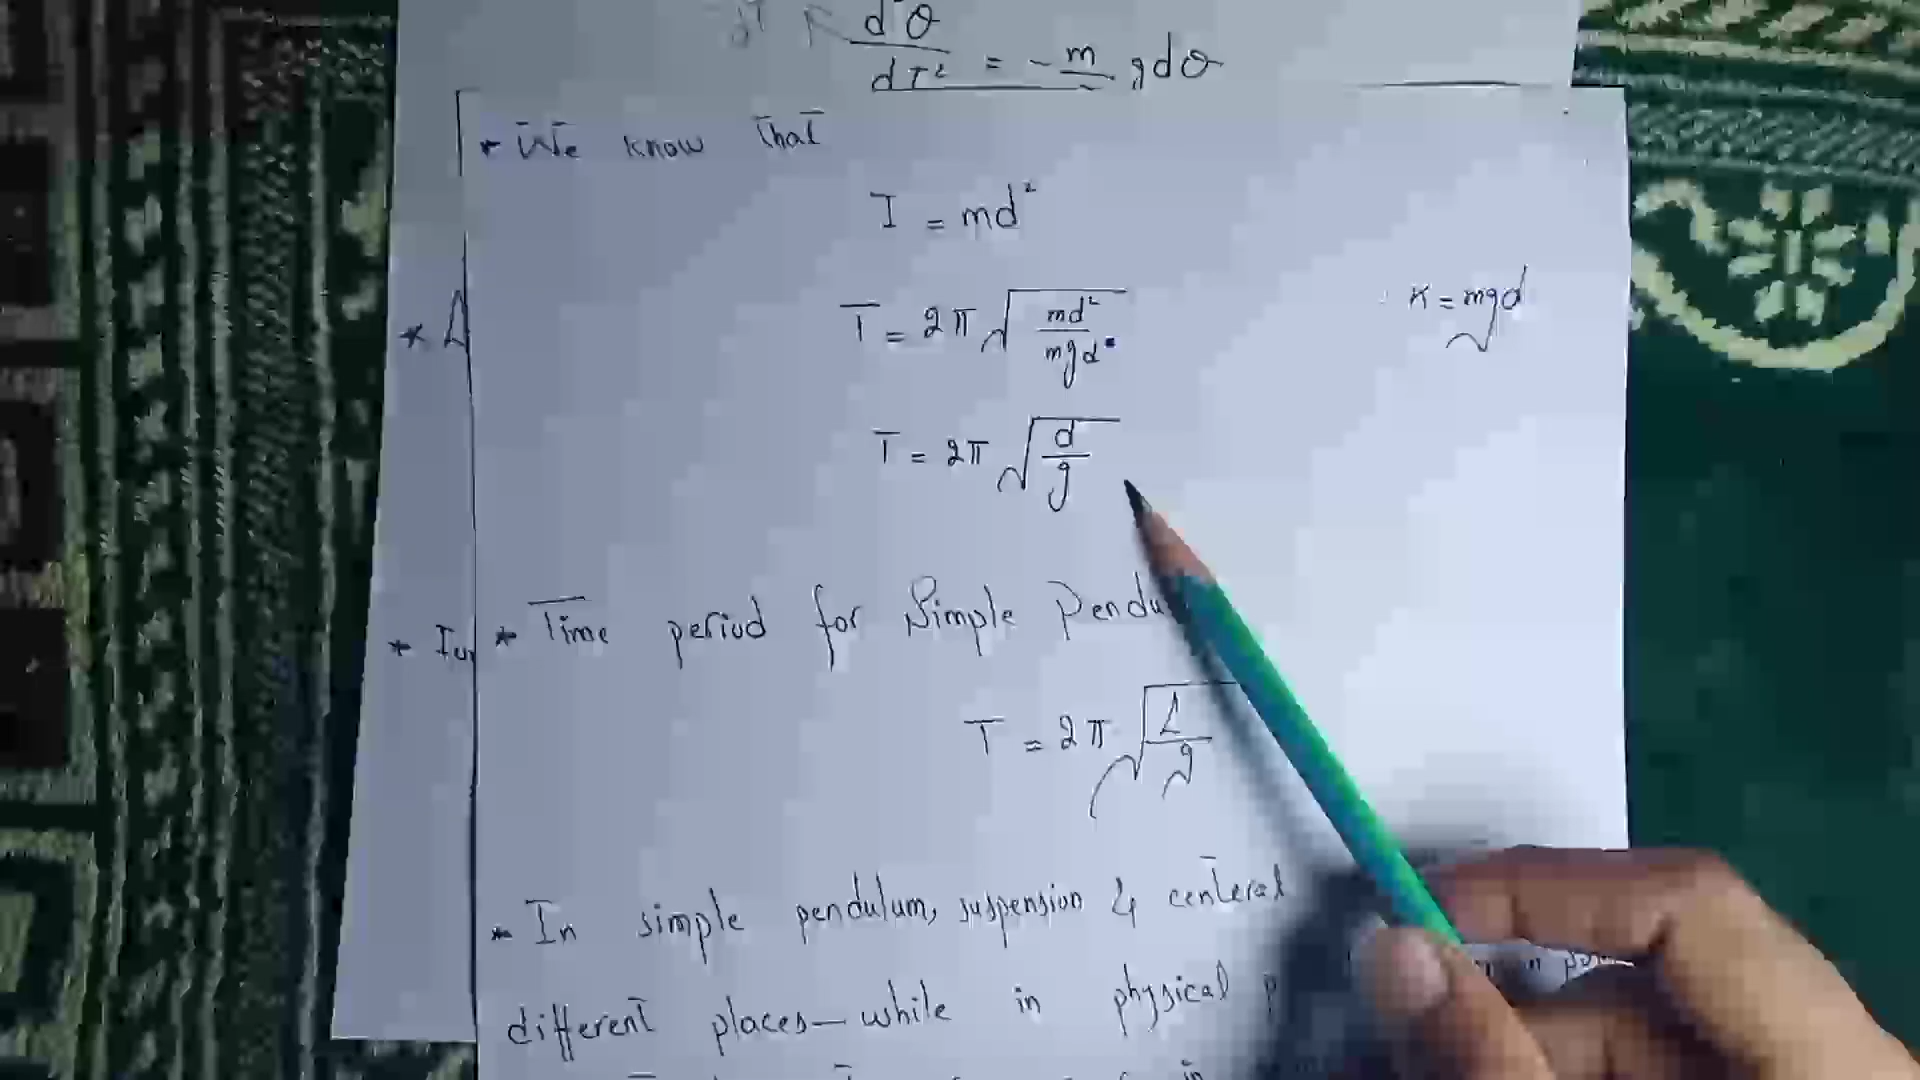 d²θ/dT² = -m/ gdθ
* We know that
I = md²
T = 2π √(md²/mgd)
K = mgd
* L
T = 2π √(d/g)
* Time period for Simple
T = 2π √(L/g)
* In simple pendulum, suspension & centeral
different places - while in physical
in